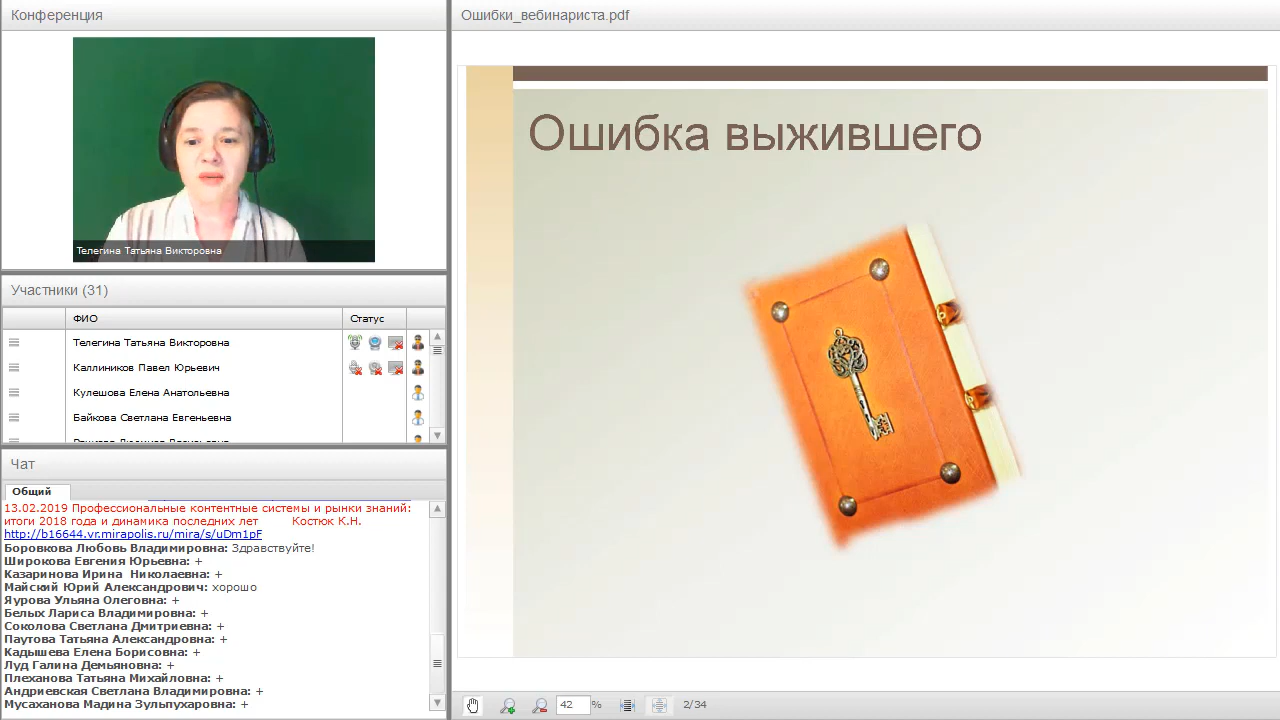 Конференция
Телегина Татьяна Викторовна
Участники (31)
ФИО
Статус
Телегина Татьяна Викторовна
Каллиников Павел Юрьевич
Кулешова Елена Анатольевна
Байкова Светлана Евгеньевна
Чат
Общий
13.02.2019 Профессиональные контентные системы и рынки знаний:
итоги 2018 года и динамика последних лет Костюк К.Н.
http://b16644.vr.mirapolis.ru/mira/s/uDm1pF
Боровкова Любовь Владимировна: Здравствуйте!
Широкова Евгения Юрьевна: +
Казаринова Ирина Николаевна: +
Майский Юрий Александрович: хорошо
Яурова Ульяна Олеговна: +
Белых Лариса Владимировна: +
Соколова Светлана Дмитриевна: +
Паутова Татьяна Александровна: +
Кадышева Елена Борисовна: +
Луд Галина Демьяновна: +
Плеханова Татьяна Михайловна: +
Андриевская Светлана Владимировна: +
Мусаханова Мадина Зульпухаровна: +
Ошибки_вебинариста.pdf
Ошибка выжившего
42 %
2/34